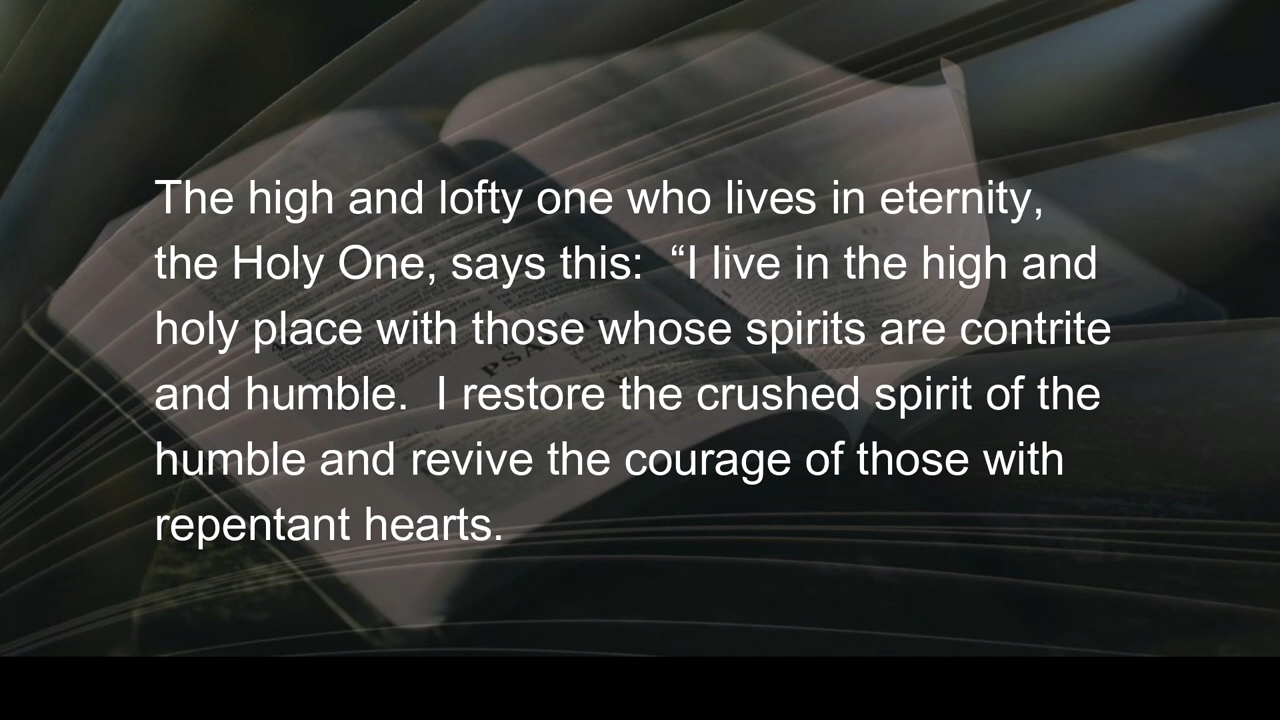 The high and lofty one who lives in eternity,
the Holy One, says this:  “I live in the high and
holy place with those whose spirits are contrite
and humble.  I restore the crushed spirit of the
humble and revive the courage of those with
repentant hearts.